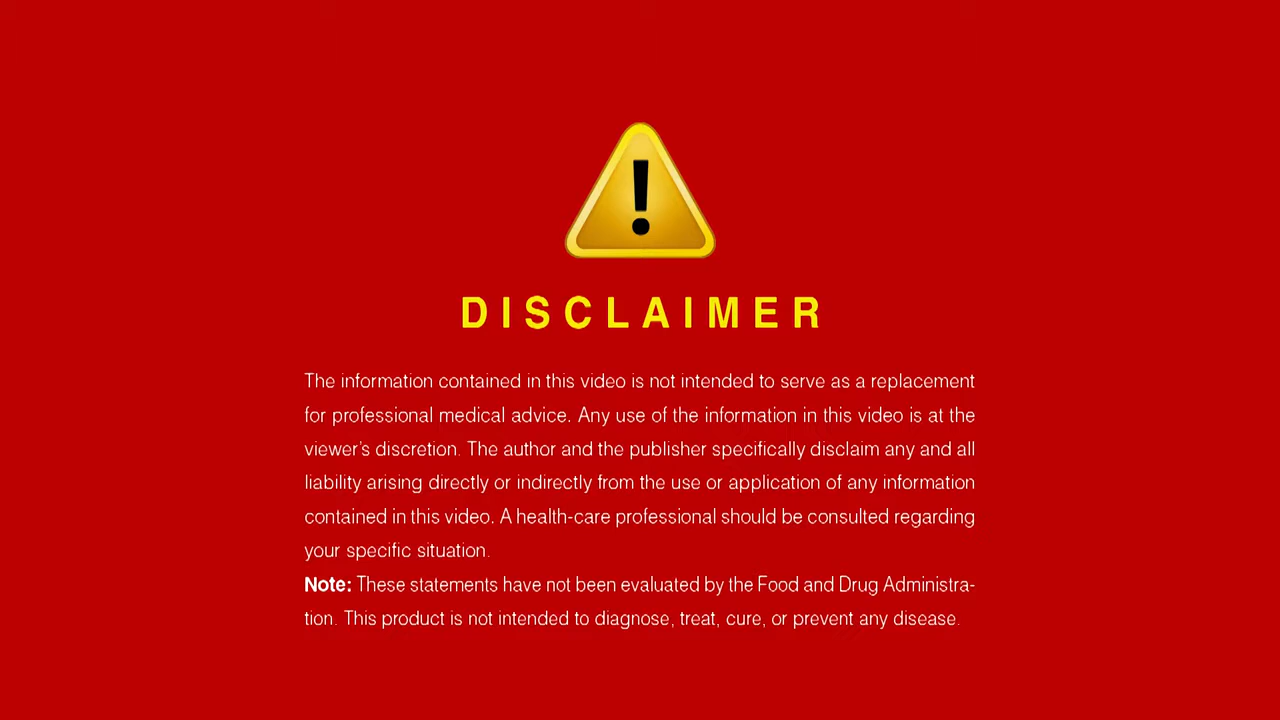 DISCLAIMER
The information contained in this video is not intended to serve as a replacement
for professional medical advice. Any use of the information in this video is at the
viewer's discretion. The author and the publisher specifically disclaim any and all
liability arising directly or indirectly from the use or application of any information
contained in this video. A health-care professional should be consulted regarding
your specific situation.
Note: These statements have not been evaluated by the Food and Drug Administra-
tion. This product is not intended to diagnose, treat, cure, or prevent any disease.